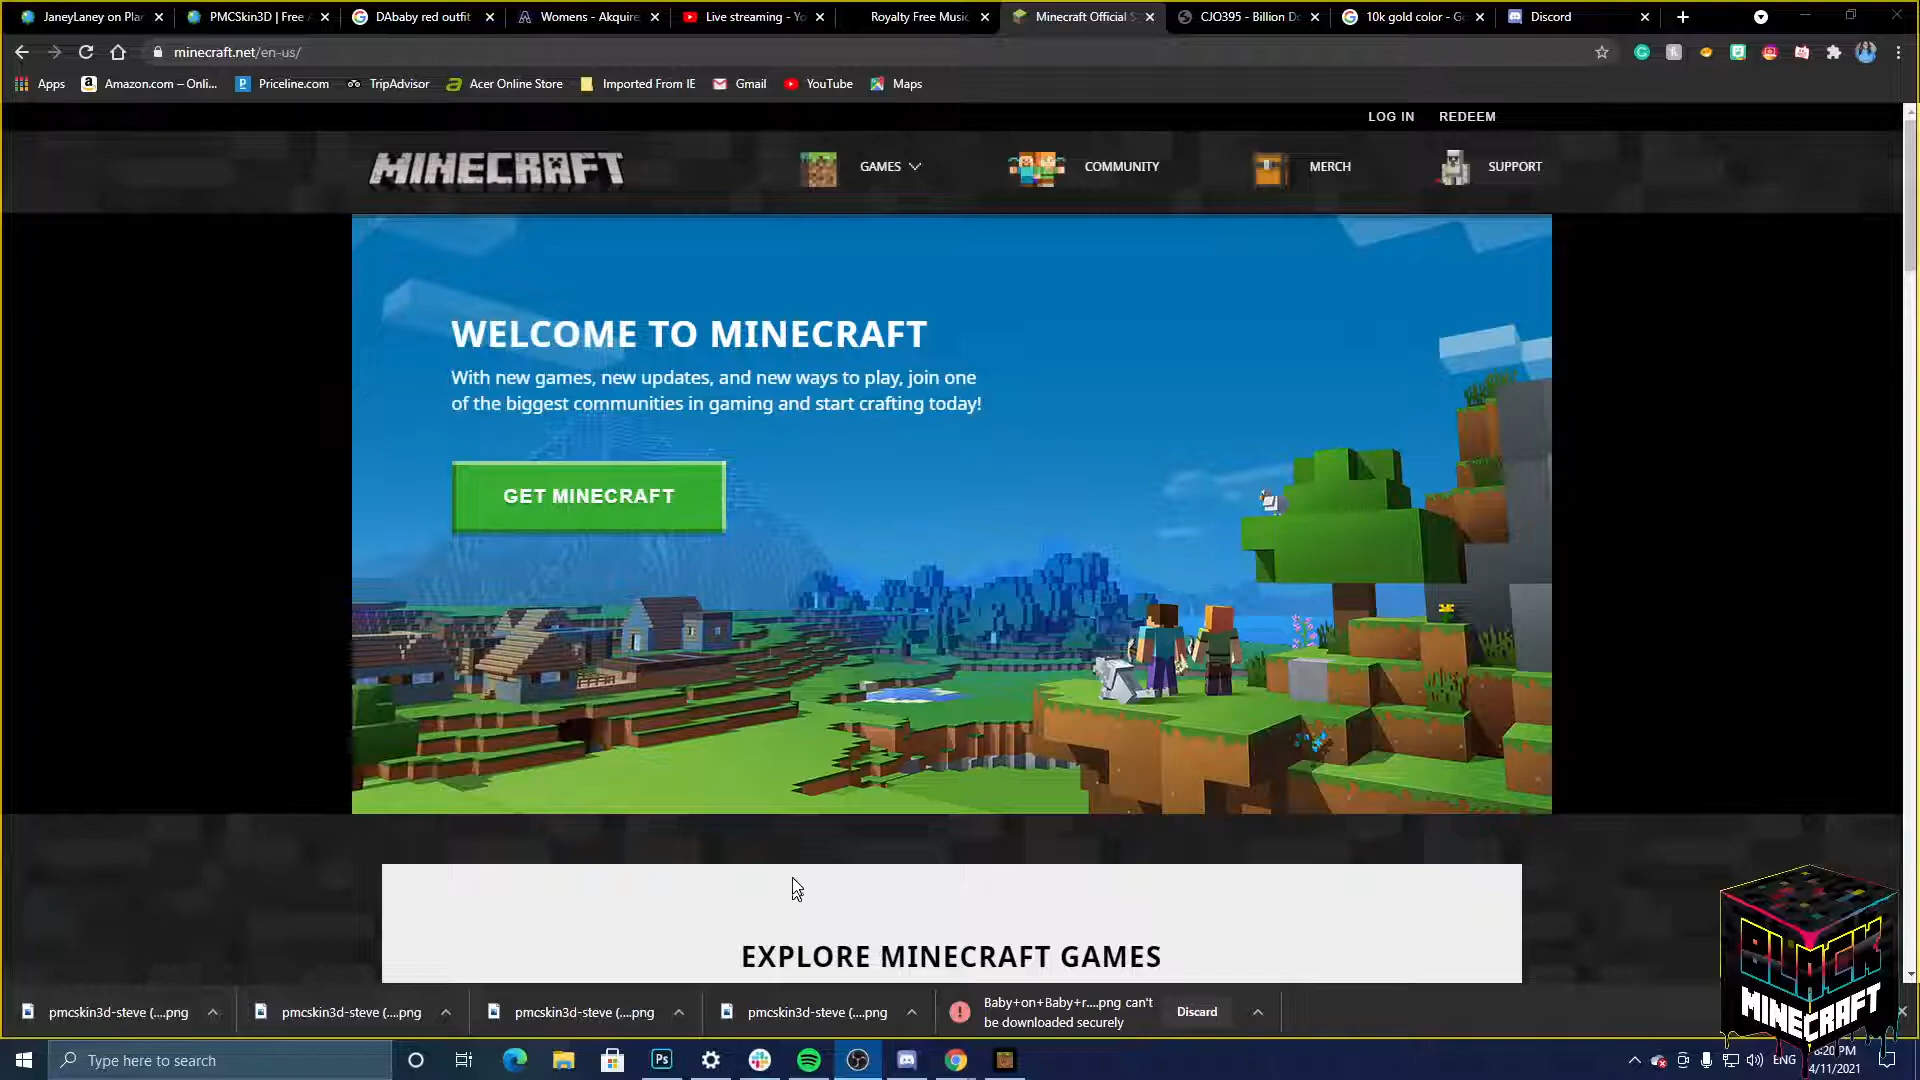 JaneyLaney on Plan
PMCSkin3D | Free
DAbaby red outfit
Womens - Akquire
Live streaming - Yo
Royalty Free Music
Minecraft Official S
CJO395 - Billion Do
10k gold color - Go
Discord
minecraft.net/en-us/
Apps
Amazon.com – Onli...
Priceline.com
TripAdvisor
Acer Online Store
Imported From IE
Gmail
YouTube
Maps
LOG IN
REDEEM
MINECRAFT
GAMES
COMMUNITY
MERCH
SUPPORT
WELCOME TO MINECRAFT
With new games, new updates, and new ways to play, join one
of the biggest communities in gaming and start crafting today!
GET MINECRAFT
EXPLORE MINECRAFT GAMES
BLOCK
MINECRAFT
pmcskin3d-steve (....png
pmcskin3d-steve (....png
pmcskin3d-steve (....png
pmcskin3d-steve (....png
Baby+on+Baby+r....png can't
be downloaded securely
Discard
Type here to search
Ps
ENG
8:20 PM
4/11/2021